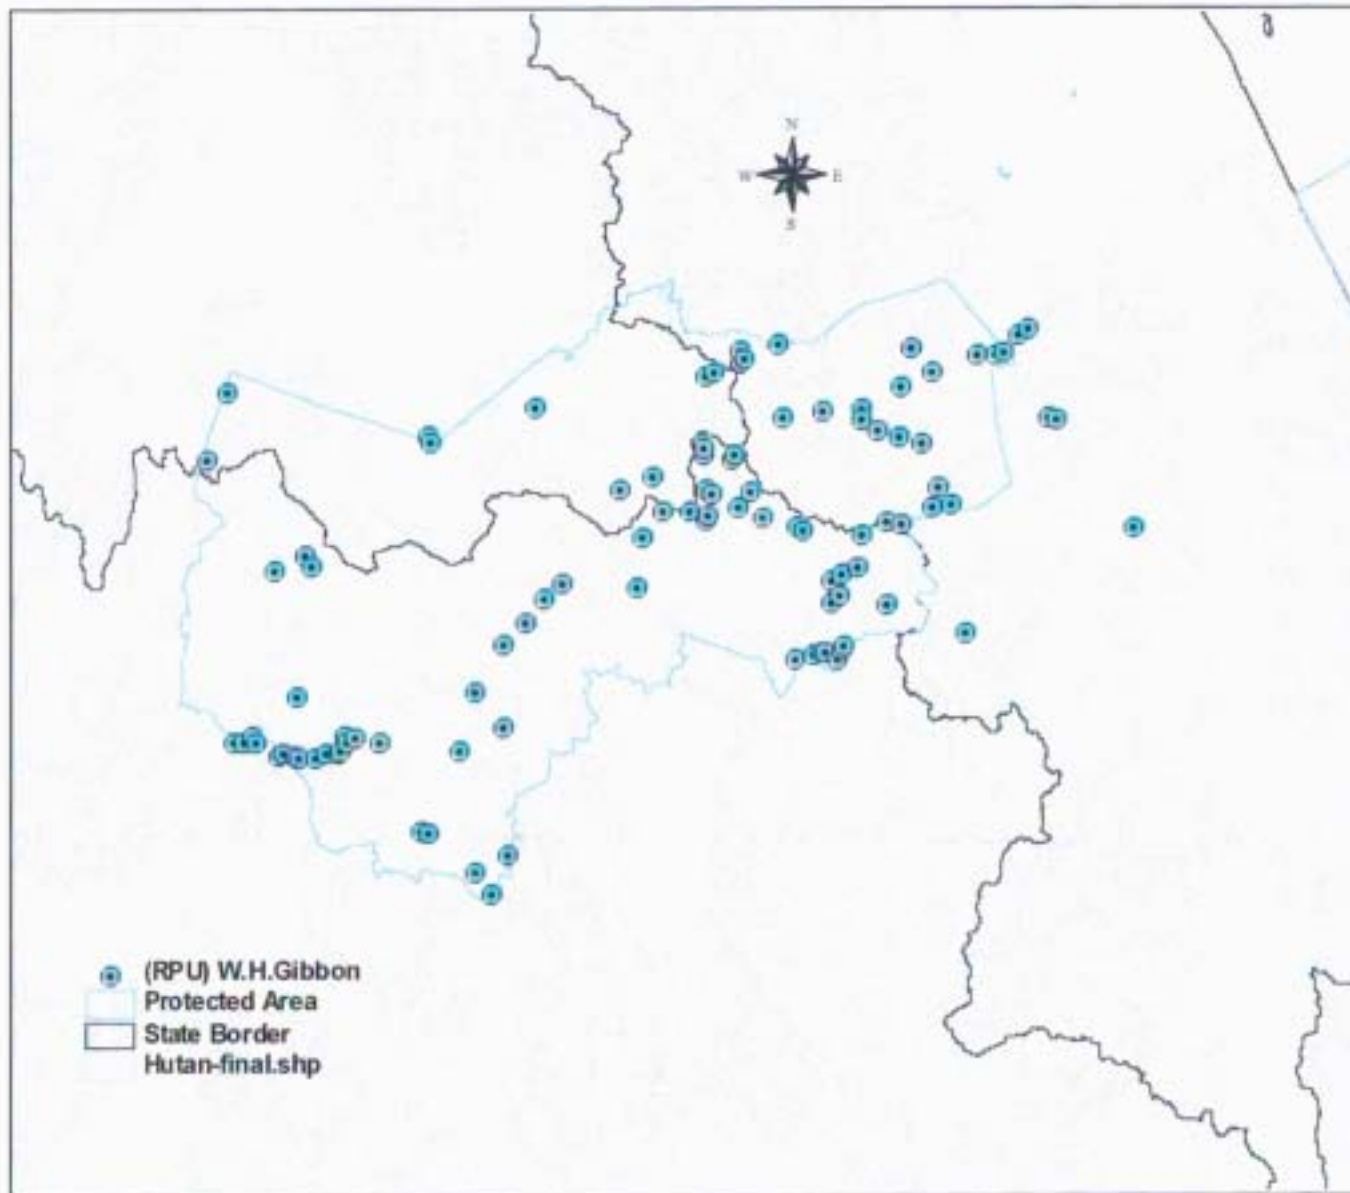 N
W E
S
(RPU) W.H.Gibbon
Protected Area
State Border
Hutan-final.shp